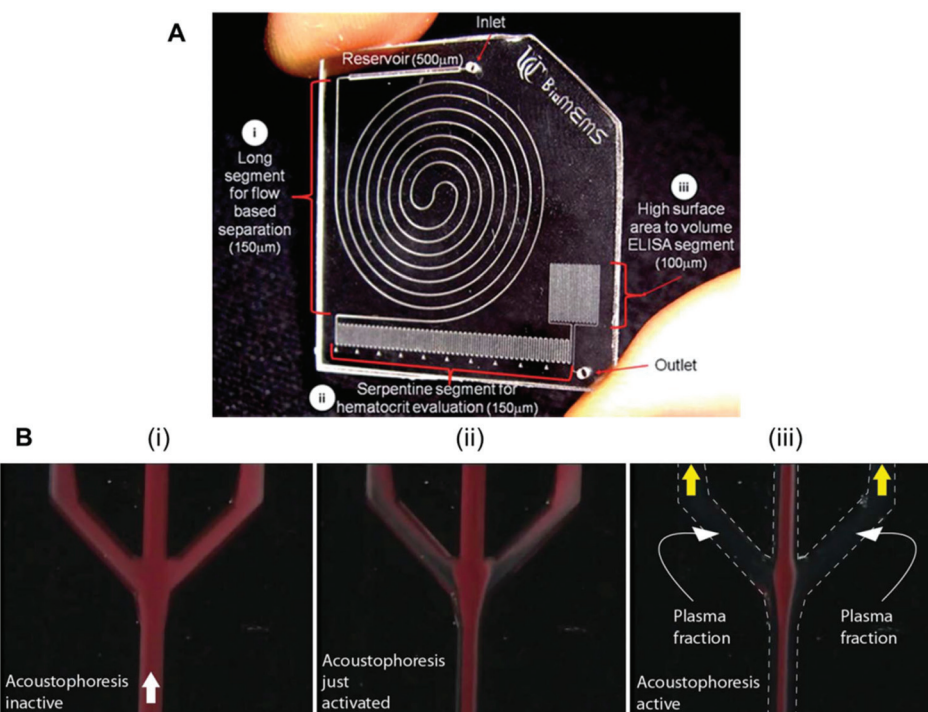 A
Inlet
Reservoir (500µm)
UC BioMEMS
i
Long
segment
for flow
based
separation
(150µm)
iii
High surface
area to volume
ELISA segment
(100µm)
Outlet
ii
Serpentine segment for
hematocrit evaluation (150µm)
B
(i)
(ii)
(iii)
Acoustophoresis
inactive
Acoustophoresis
just
activated
Plasma
fraction
Plasma
fraction
Acoustophoresis
active